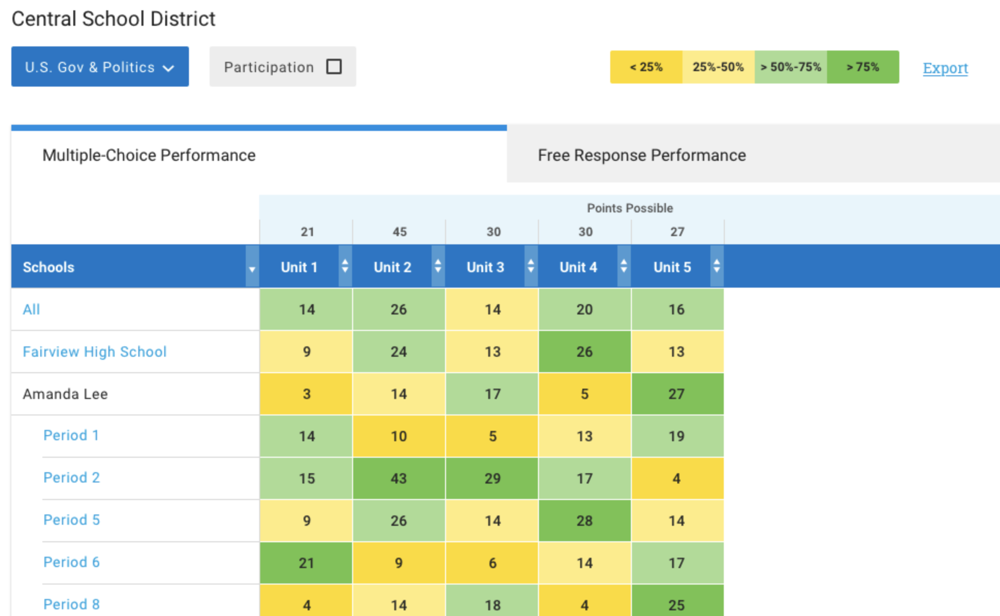 Central School District
U.S. Gov & Politics
Participation
< 25% 25%-50% > 50%-75% > 75%
Export
Multiple-Choice Performance
Free Response Performance
Points Possible
21 45 30 30 27
Schools Unit 1 Unit 2 Unit 3 Unit 4 Unit 5
All 14 26 14 20 16
Fairview High School 9 24 13 26 13
Amanda Lee 3 14 17 5 27
Period 1 14 10 5 13 19
Period 2 15 43 29 17 4
Period 5 9 26 14 28 14
Period 6 21 9 6 14 17
Period 8 4 14 18 4 25